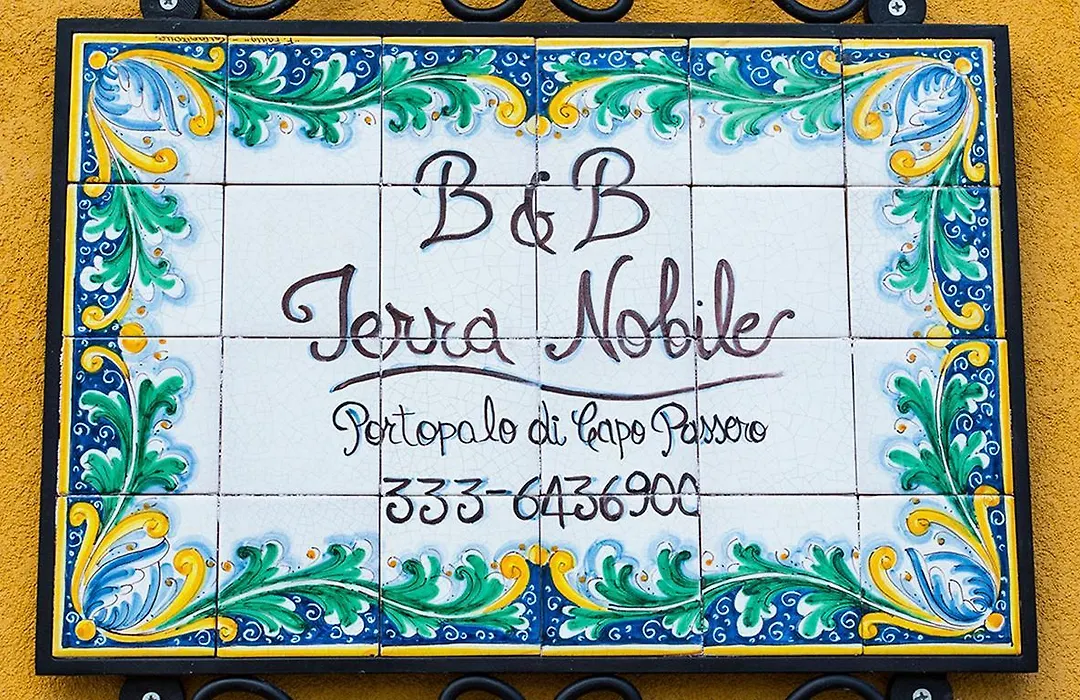 B & B
Terra Nobile
Portopalo di Capo Passero
333-6436900